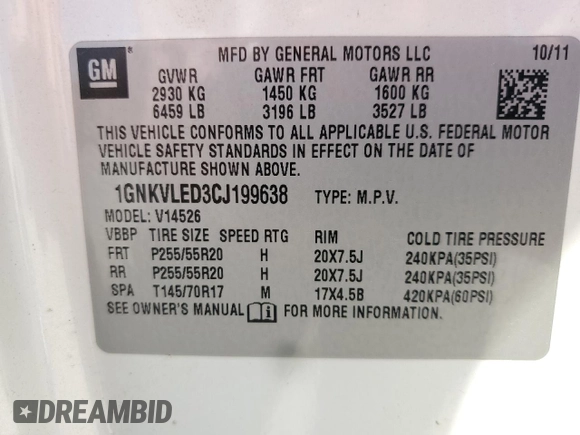 GM
MFD BY GENERAL MOTORS LLC 10/11
GVWR GAWR FRT GAWR RR
2930 KG 1450 KG 1600 KG
6459 LB 3196 LB 3527 LB
THIS VEHICLE CONFORMS TO ALL APPLICABLE U.S. FEDERAL MOTOR
VEHICLE SAFETY STANDARDS IN EFFECT ON THE DATE OF
MANUFACTURE SHOWN ABOVE.
1GNKVLED3CJ199638 TYPE: M.P.V.
MODEL: V14526
VBBP TIRE SIZE SPEED RTG RIM COLD TIRE PRESSURE
FRT P255/55R20 H 20X7.5J 240KPA(35PSI)
RR P255/55R20 H 20X7.5J 240KPA(35PSI)
SPA T145/70R17 M 17X4.5B 420KPA(60PSI)
SEE OWNER'S MANUAL FOR MORE INFORMATION.
DREAMBID